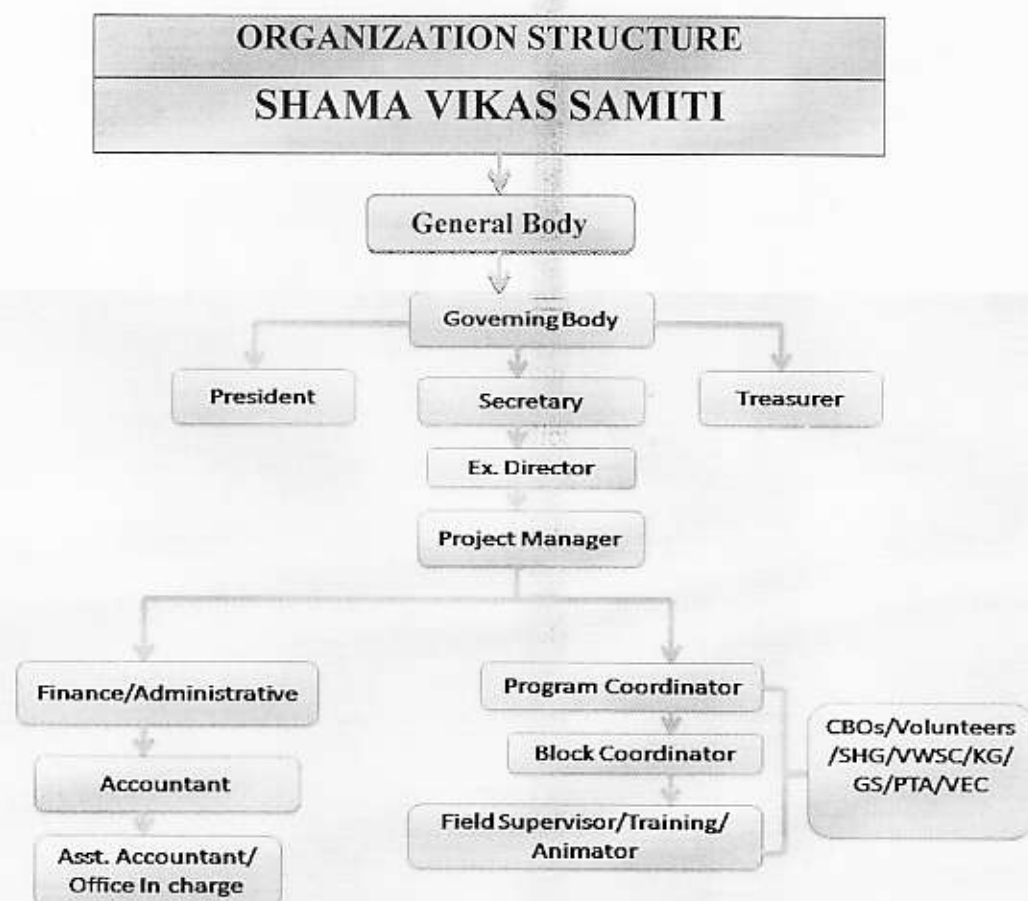 ORGANIZATION STRUCTURE
SHAMA VIKAS SAMITI
General Body
Governing Body
President
Secretary
Treasurer
Ex. Director
Project Manager
Finance/Administrative
Program Coordinator
CBOs/Volunteers
/SHG/VWSC/KG/
GS/PTA/VEC
Block Coordinator
Accountant
Field Supervisor/Training/
Animator
Asst. Accountant/
Office In charge